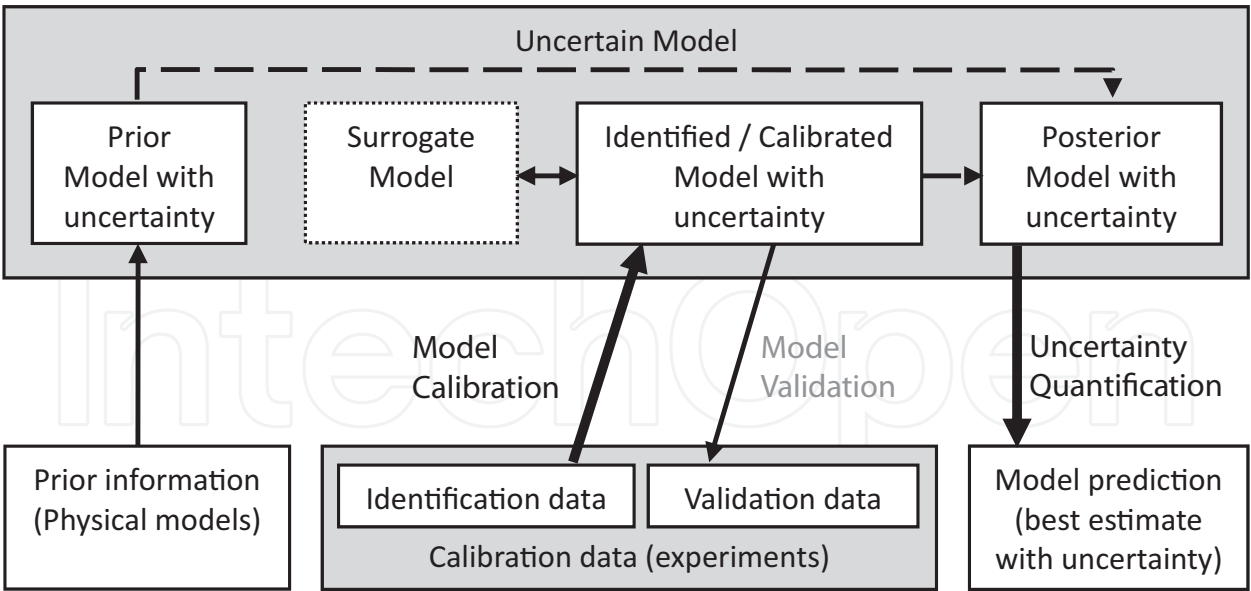 Uncertain Model
Prior
Model with
uncertainty
Surrogate
Model
Identified / Calibrated
Model with
uncertainty
Posterior
Model with
uncertainty
Model
Calibration
Model
Validation
Uncertainty
Quantification
IntechOpen
Prior information
(Physical models)
Identification data
Validation data
Calibration data (experiments)
Model prediction
(best estimate
with uncertainty)